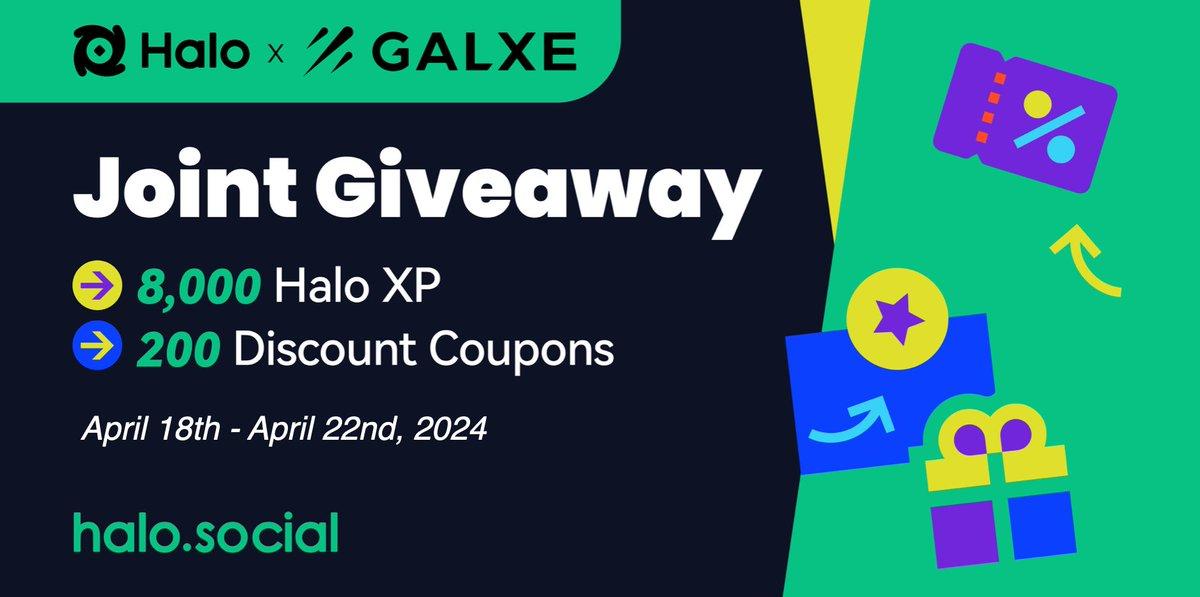 Halo x GALXE
Joint Giveaway
8,000 Halo XP
200 Discount Coupons
April 18th - April 22nd, 2024
halo.social